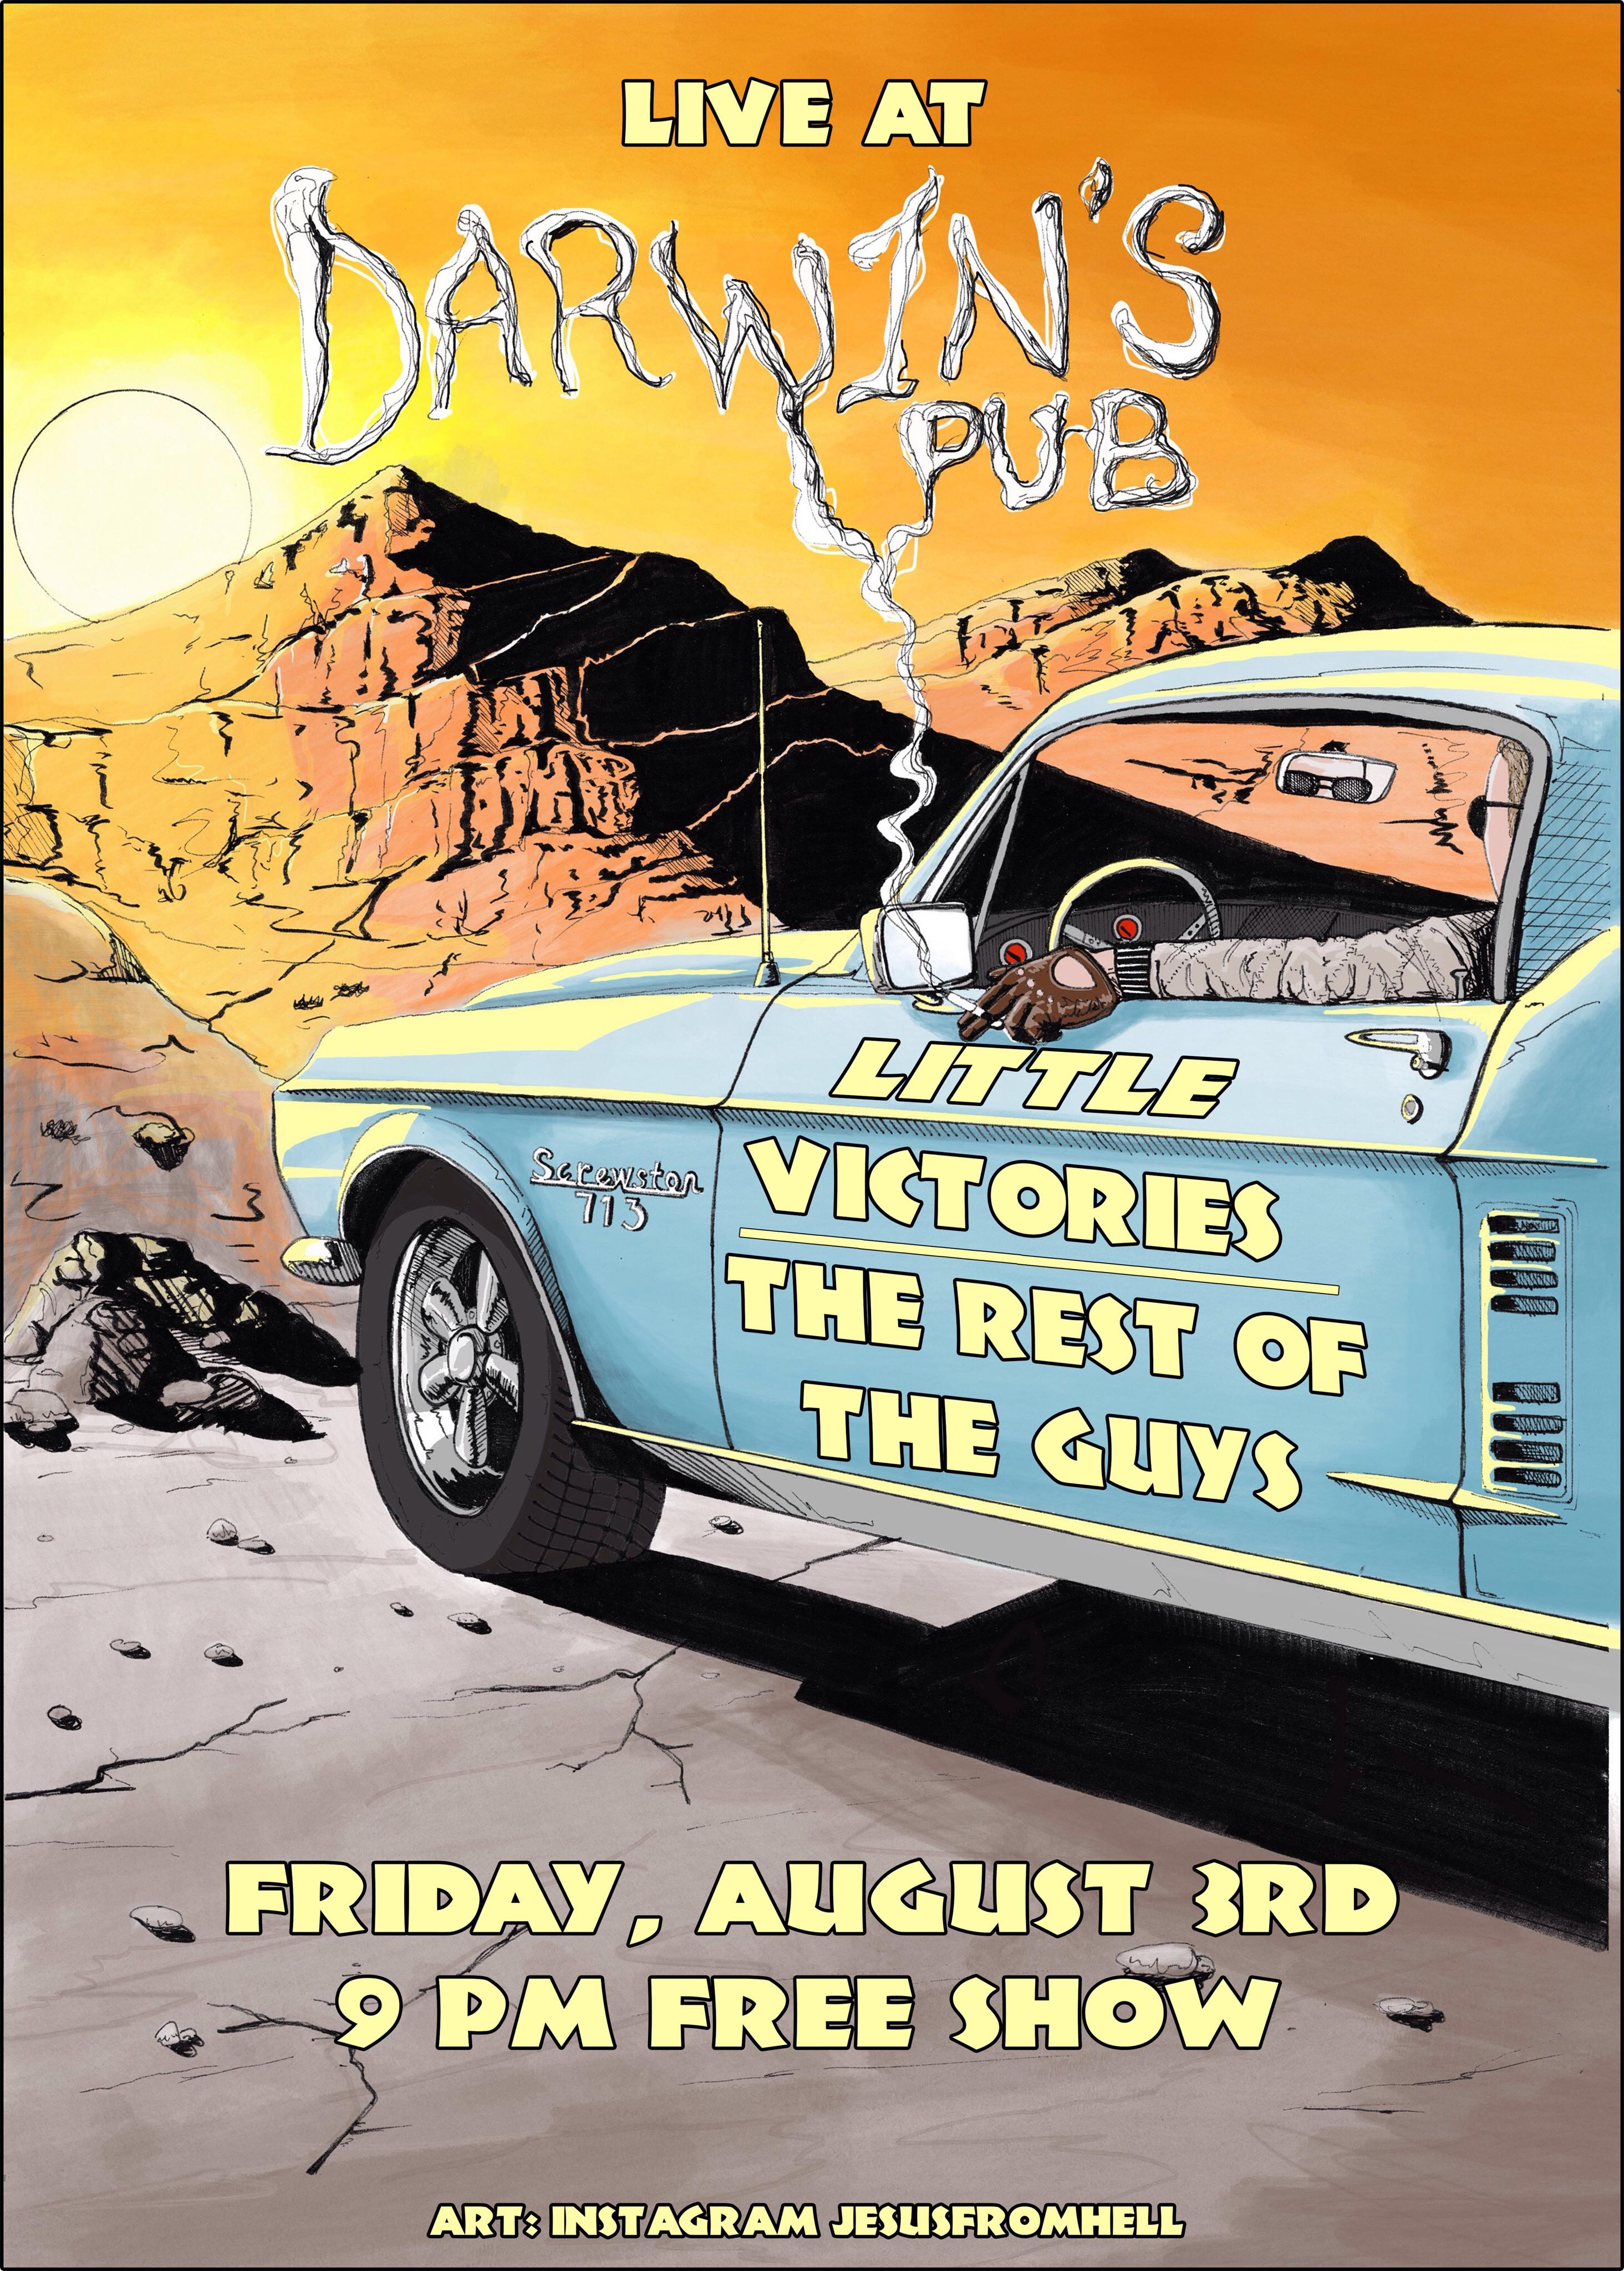 LIVE AT
DARWIN'S
PUB
LITTLE
VICTORIES
Screwston
713
THE REST OF
THE GUYS
FRIDAY, AUGUST 3RD
9 PM FREE SHOW
ART: INSTAGRAM JESUSFROMHELL